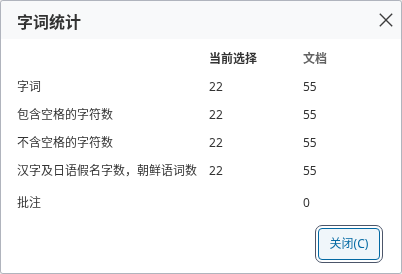 字词统计
当前选择 文档
字词 22 55
包含空格的字符数 22 55
不含空格的字符数 22 55
汉字及日语假名字数，朝鲜语词数 22 55
批注 0
关闭(C)